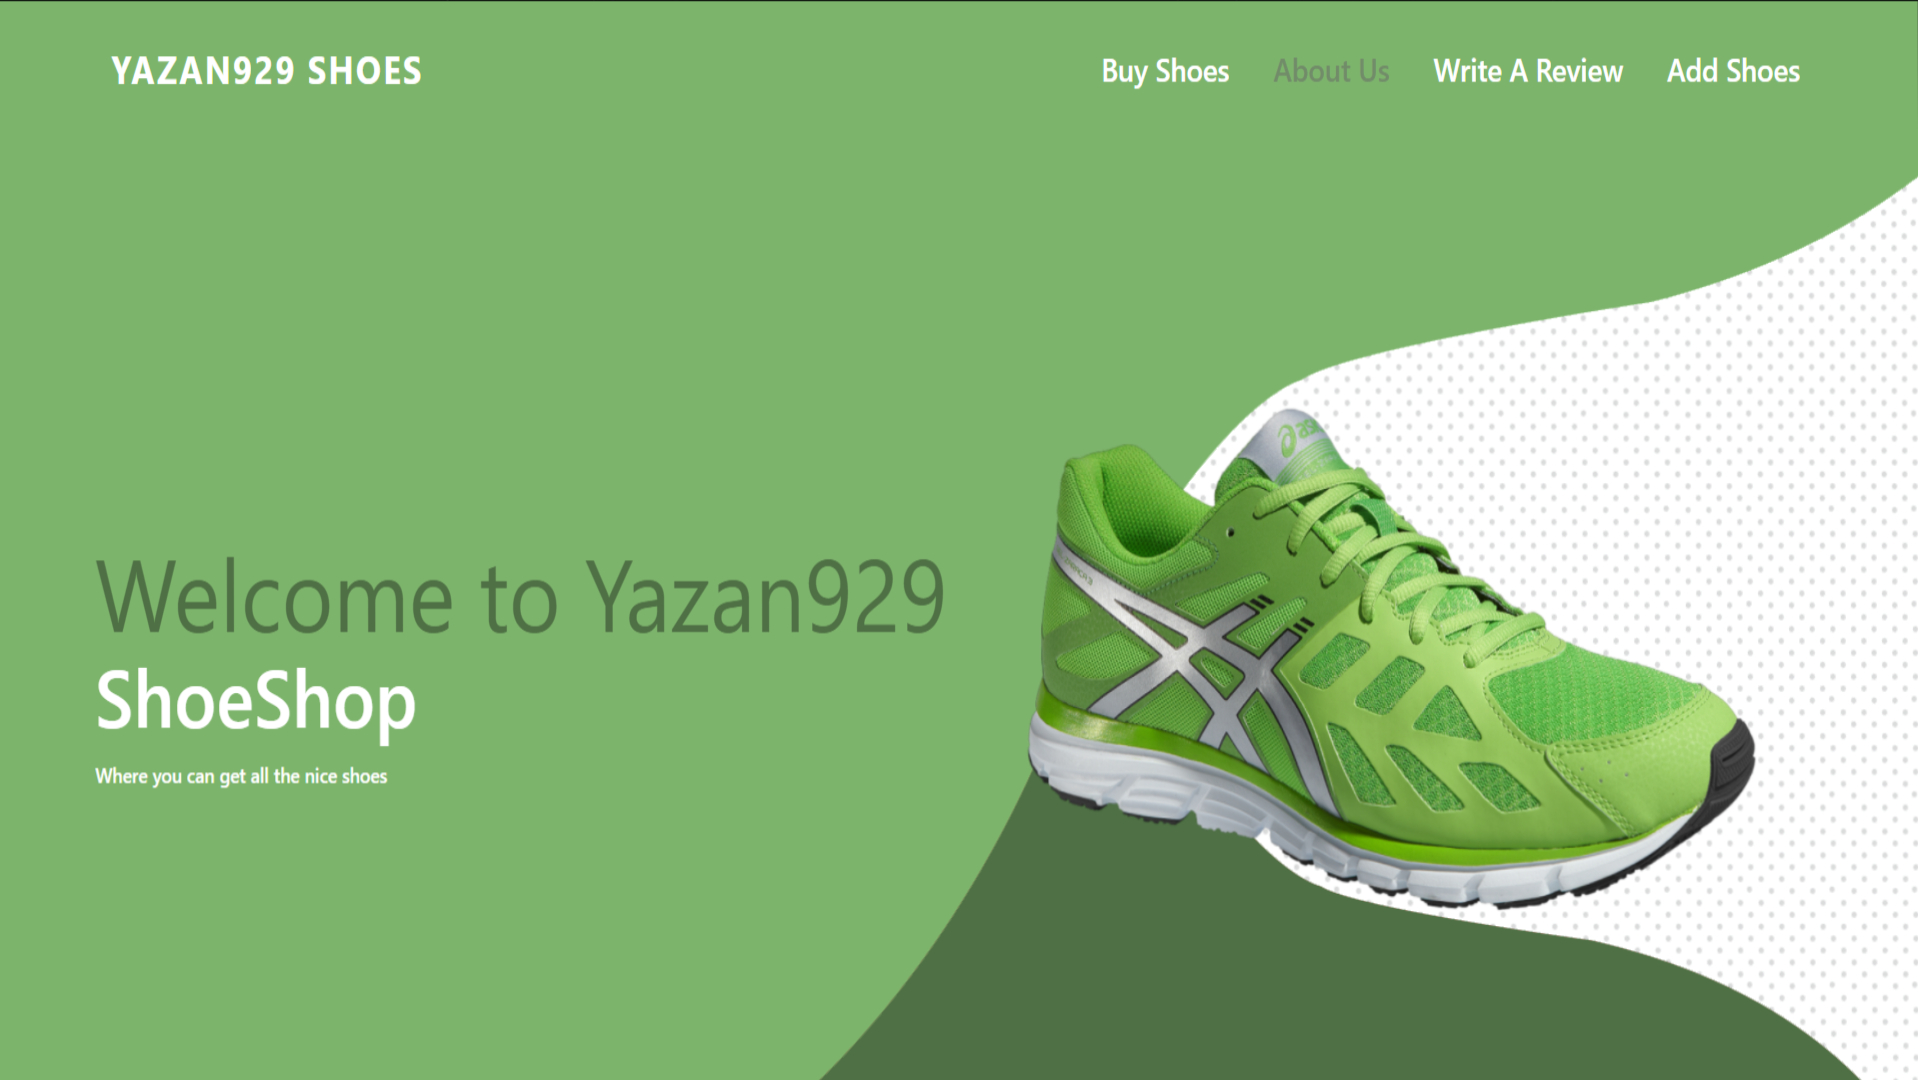 YAZAN929 SHOES
Buy Shoes
About Us
Write A Review
Add Shoes
Welcome to Yazan929
ShoeShop
Where you can get all the nice shoes